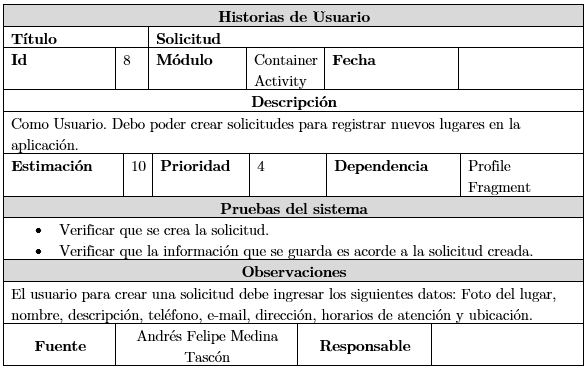 Historias de Usuario
Título Solicitud
Id 8 Módulo Container Fecha
Activity
Descripción
Como Usuario. Debo poder crear solicitudes para registrar nuevos lugares en la
aplicación.
Estimación 10 Prioridad 4 Dependencia Profile
Fragment
Pruebas del sistema
• Verificar que se crea la solicitud.
• Verificar que la información que se guarda es acorde a la solicitud creada.
Observaciones
El usuario para crear una solicitud debe ingresar los siguientes datos: Foto del lugar,
nombre, descripción, teléfono, e-mail, dirección, horarios de atención y ubicación.
Fuente Andrés Felipe Medina Responsable
Tascón